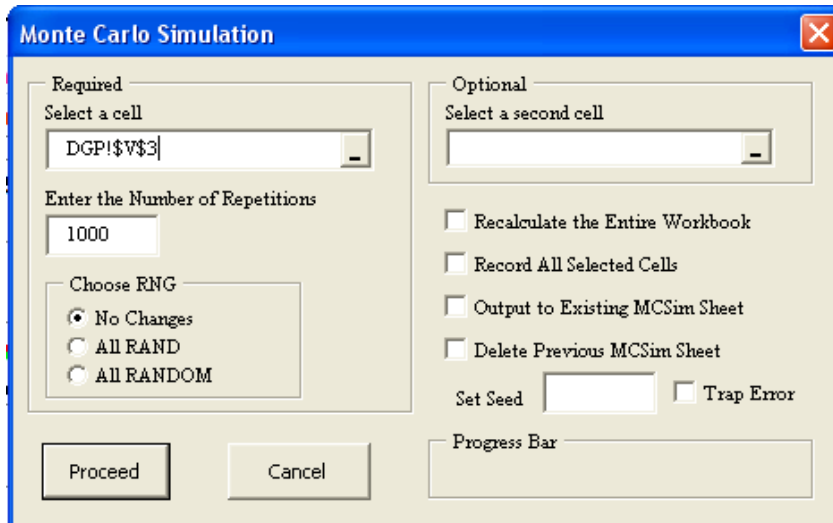 Monte Carlo Simulation
Required
Select a cell
DGP!$V$3
Enter the Number of Repetitions
1000
Choose RNG
No Changes
All RAND
All RANDOM
Optional
Select a second cell
Recalculate the Entire Workbook
Record All Selected Cells
Output to Existing MCSim Sheet
Delete Previous MCSim Sheet
Set Seed
Trap Error
Progress Bar
Proceed
Cancel